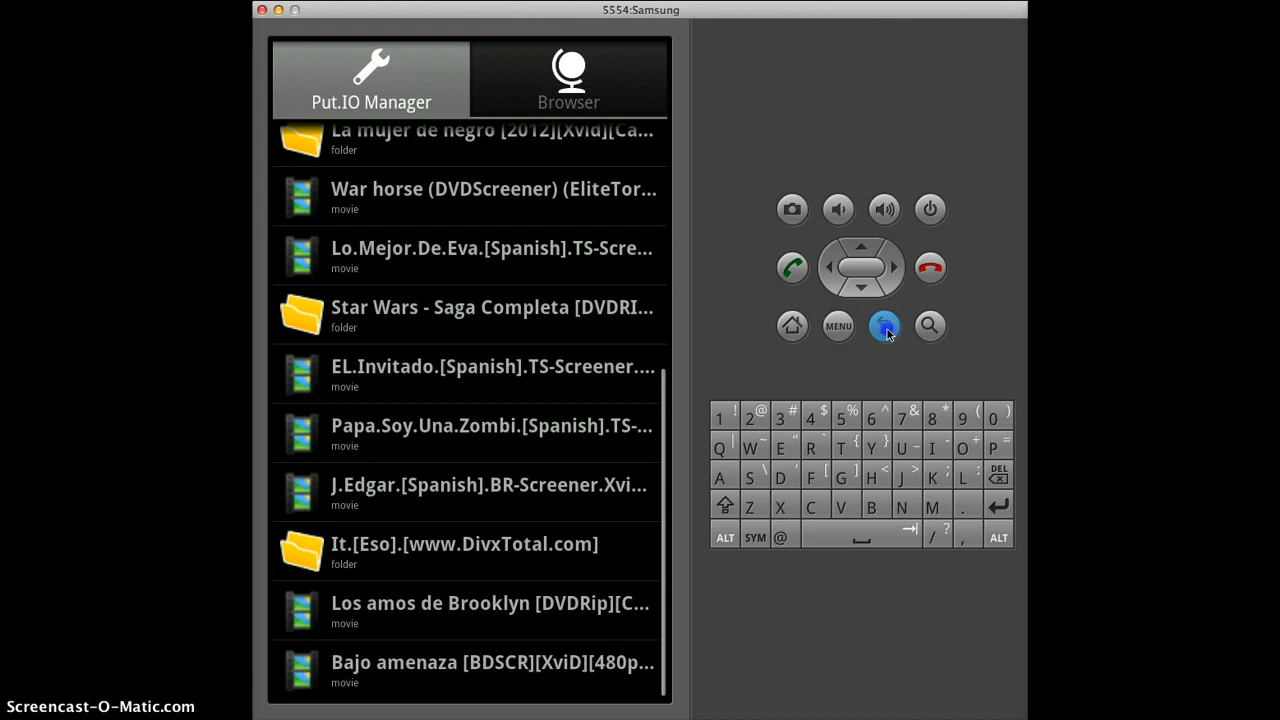 5554:Samsung
Put.IO Manager
Browser
La mujer de negro [2012][Xvid][Ca...
folder
War horse (DVDScreener) (EliteTor...
movie
Lo.Mejor.De.Eva.[Spanish].TS-Scre...
movie
Star Wars - Saga Completa [DVDRI...
folder
EL.Invitado.[Spanish].TS-Screener....
movie
Papa.Soy.Una.Zombi.[Spanish].TS-...
movie
J.Edgar.[Spanish].BR-Screener.Xvi...
movie
It.[Eso].[www.DivxTotal.com]
folder
Los amos de Brooklyn [DVDRip][C...
movie
Bajo amenaza [BDSCR][XviD][480p...
movie
MENU
1 ! 2 @ 3 # 4 $ 5 % 6 ^ 7 & 8 * 9 ( 0 )
Q | W ~ E " R ` T { Y } U _ I - O + P =
A S \ D ' F [ G ] H < J > K ; L : DEL
Z X C V B N M .
ALT SYM @ / ? , ALT
Screencast-O-Matic.com